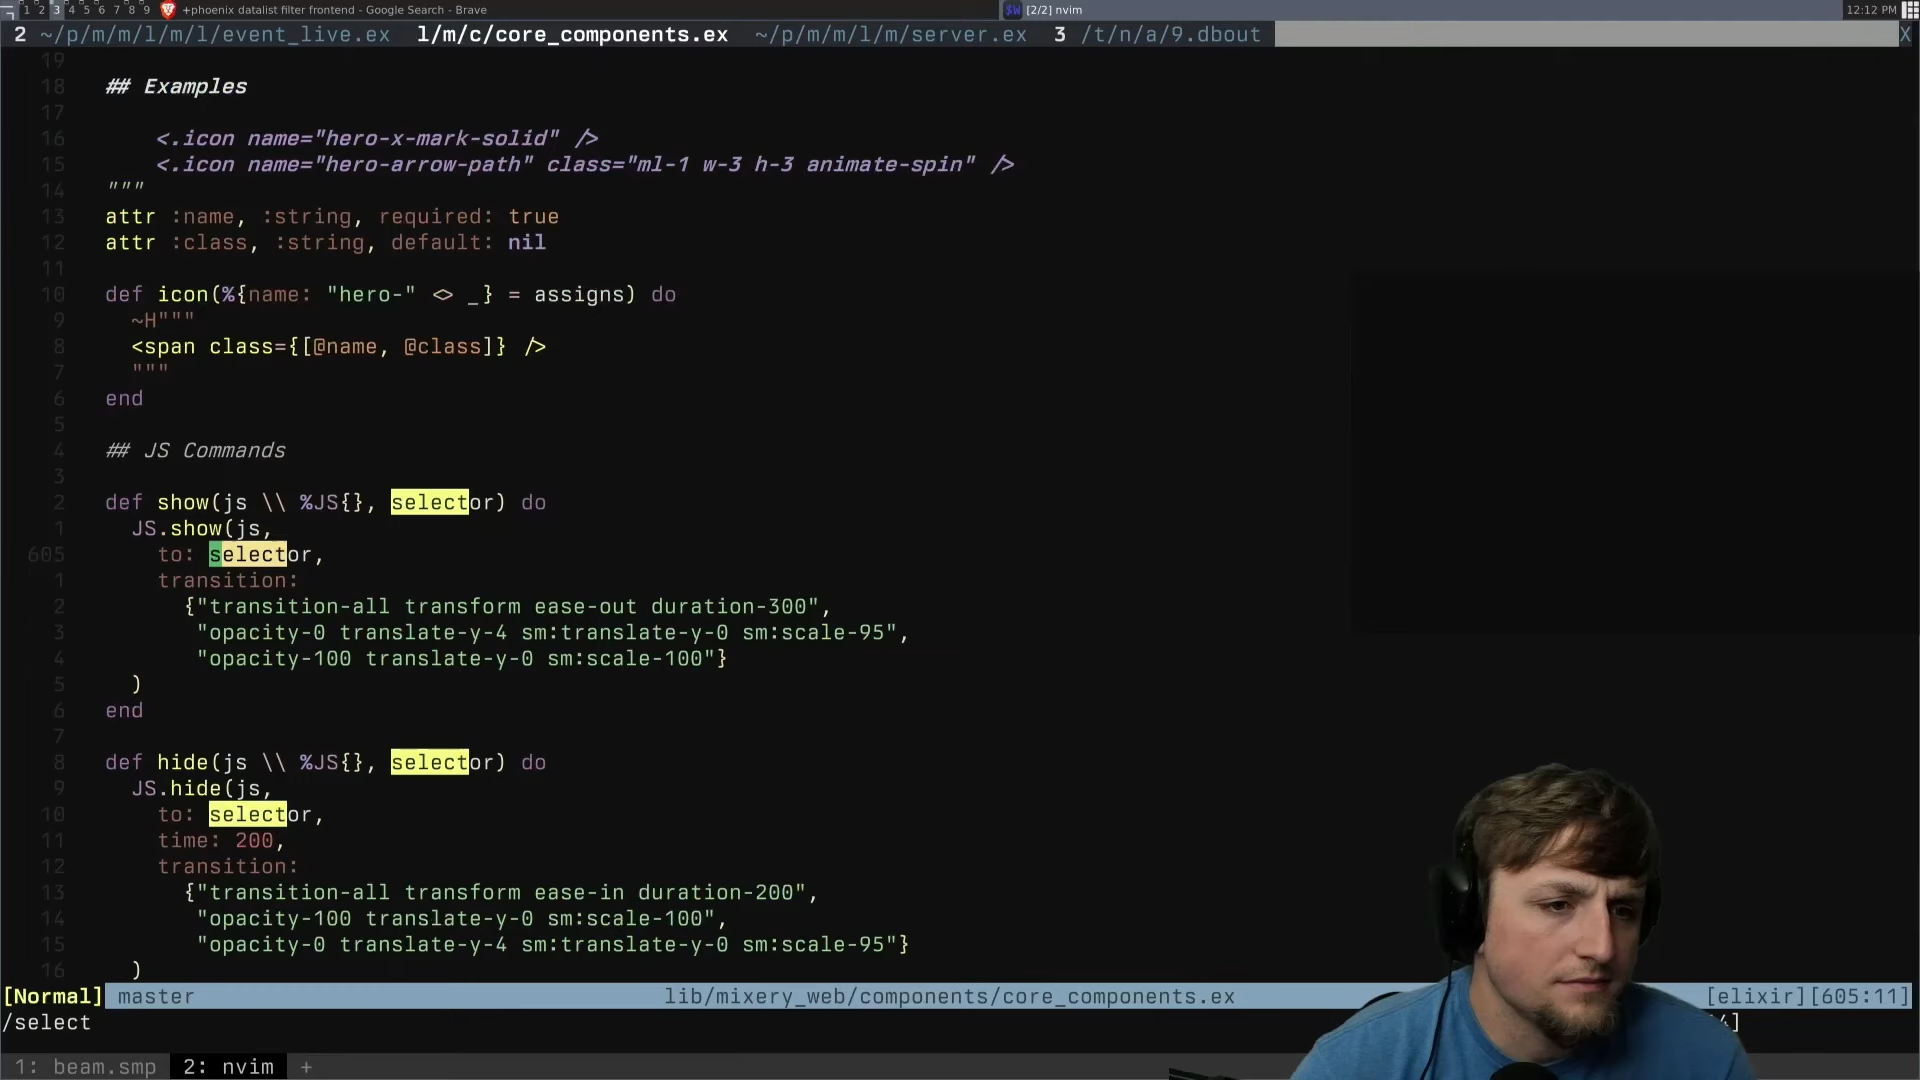 1 2 3 4 5 6 7 8 9 +phoenix datalist filter frontend - Google Search - Brave [2/2] nvim 12:12 PM
2 ~/p/m/m/l/m/l/event_live.ex l/m/c/core_components.ex ~/p/m/m/l/m/server.ex 3 /t/n/a/9.dbout X
19
18 ## Examples
17
16 <.icon name="hero-x-mark-solid" />
15 <.icon name="hero-arrow-path" class="ml-1 w-3 h-3 animate-spin" />
14 """
13 attr :name, :string, required: true
12 attr :class, :string, default: nil
11
10 def icon(%{name: "hero-" <> _} = assigns) do
9 ~H"""
8 <span class={[@name, @class]} />
7 """
6 end
5
4 ## JS Commands
3
2 def show(js \\ %JS{}, selector) do
1 JS.show(js,
605 to: selector,
1 transition:
2 {"transition-all transform ease-out duration-300",
3 "opacity-0 translate-y-4 sm:translate-y-0 sm:scale-95",
4 "opacity-100 translate-y-0 sm:scale-100"}
5 )
6 end
7
8 def hide(js \\ %JS{}, selector) do
9 JS.hide(js,
10 to: selector,
11 time: 200,
12 transition:
13 {"transition-all transform ease-in duration-200",
14 "opacity-100 translate-y-0 sm:scale-100",
15 "opacity-0 translate-y-4 sm:translate-y-0 sm:scale-95"}
16 )
[Normal] master lib/mixery_web/components/core_components.ex [elixir][605:11]
/select
1: beam.smp 2: nvim +